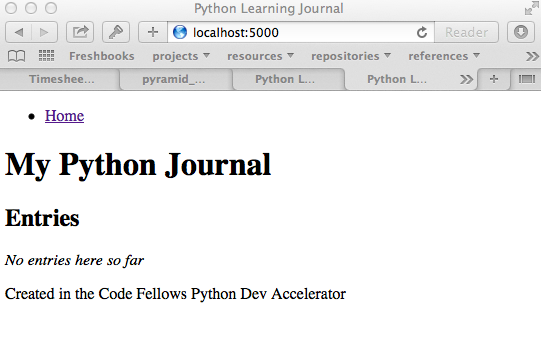 Python Learning Journal
localhost:5000
Reader
Freshbooks projects resources repositories references
Timeshee... pyramid_... Python L... Python L...
Home
My Python Journal
Entries
No entries here so far
Created in the Code Fellows Python Dev Accelerator